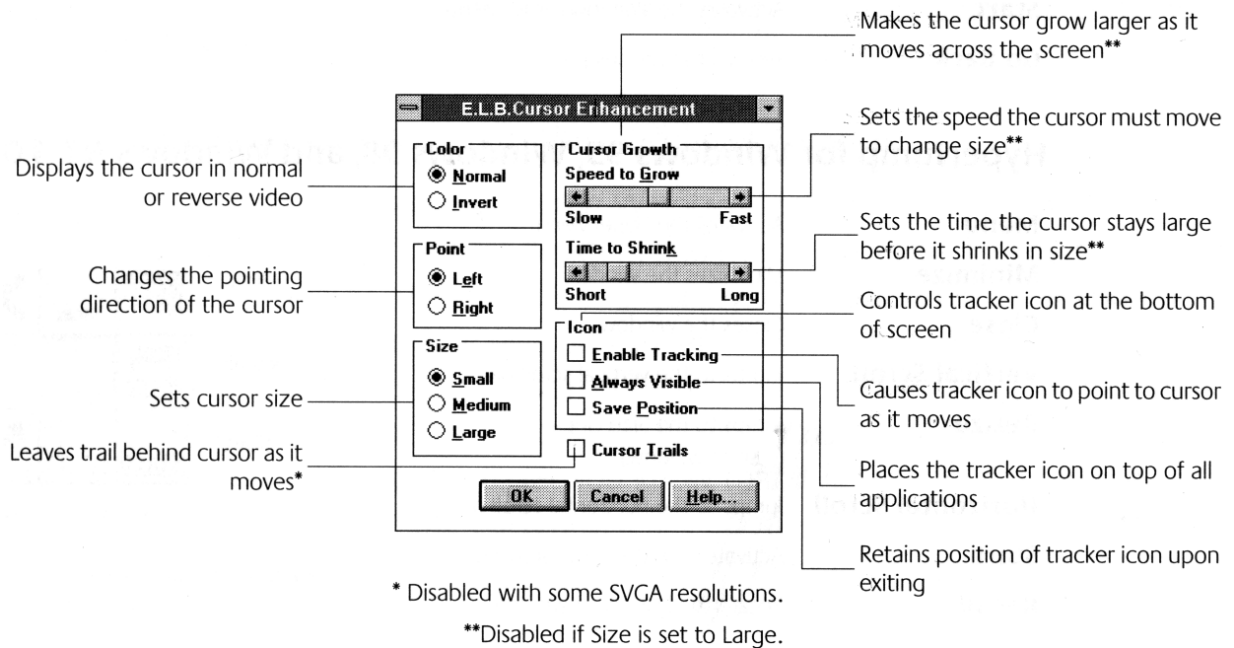 Makes the cursor grow larger as it
moves across the screen**
E.L.B.Cursor Enhancement
Displays the cursor in normal
or reverse video
Changes the pointing
direction of the cursor
Sets cursor size
Leaves trail behind cursor as it
moves*
Color
Normal
Invert
Point
Left
Right
Size
Small
Medium
Large
Cursor Growth
Speed to Grow
Slow Fast
Time to Shrink
Short Long
Icon
Enable Tracking
Always Visible
Save Position
Cursor Trails
OK Cancel Help...
Sets the speed the cursor must move
to change size**
Sets the time the cursor stays large
before it shrinks in size**
Controls tracker icon at the bottom
of screen
Causes tracker icon to point to cursor
as it moves
Places the tracker icon on top of all
applications
Retains position of tracker icon upon
exiting
* Disabled with some SVGA resolutions.
**Disabled if Size is set to Large.